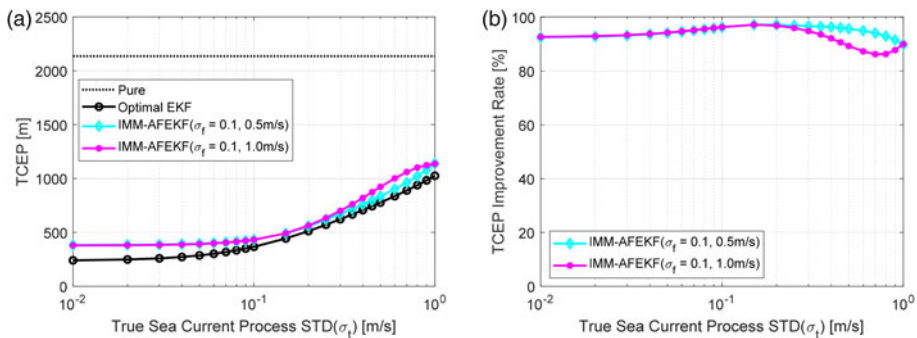 (a)
2500
2000
1500
1000
500
0
TCEP [m]
Pure
Optimal EKF
IMM-AFEKF(σf = 0.1, 0.5m/s)
IMM-AFEKF(σf = 0.1, 1.0m/s)
10-2
10-1
100
True Sea Current Process STD(σt) [m/s]
(b)
100
80
60
40
20
0
TCEP Improvement Rate [%]
IMM-AFEKF(σf = 0.1, 0.5m/s)
IMM-AFEKF(σf = 0.1, 1.0m/s)
10-2
10-1
100
True Sea Current Process STD(σt) [m/s]